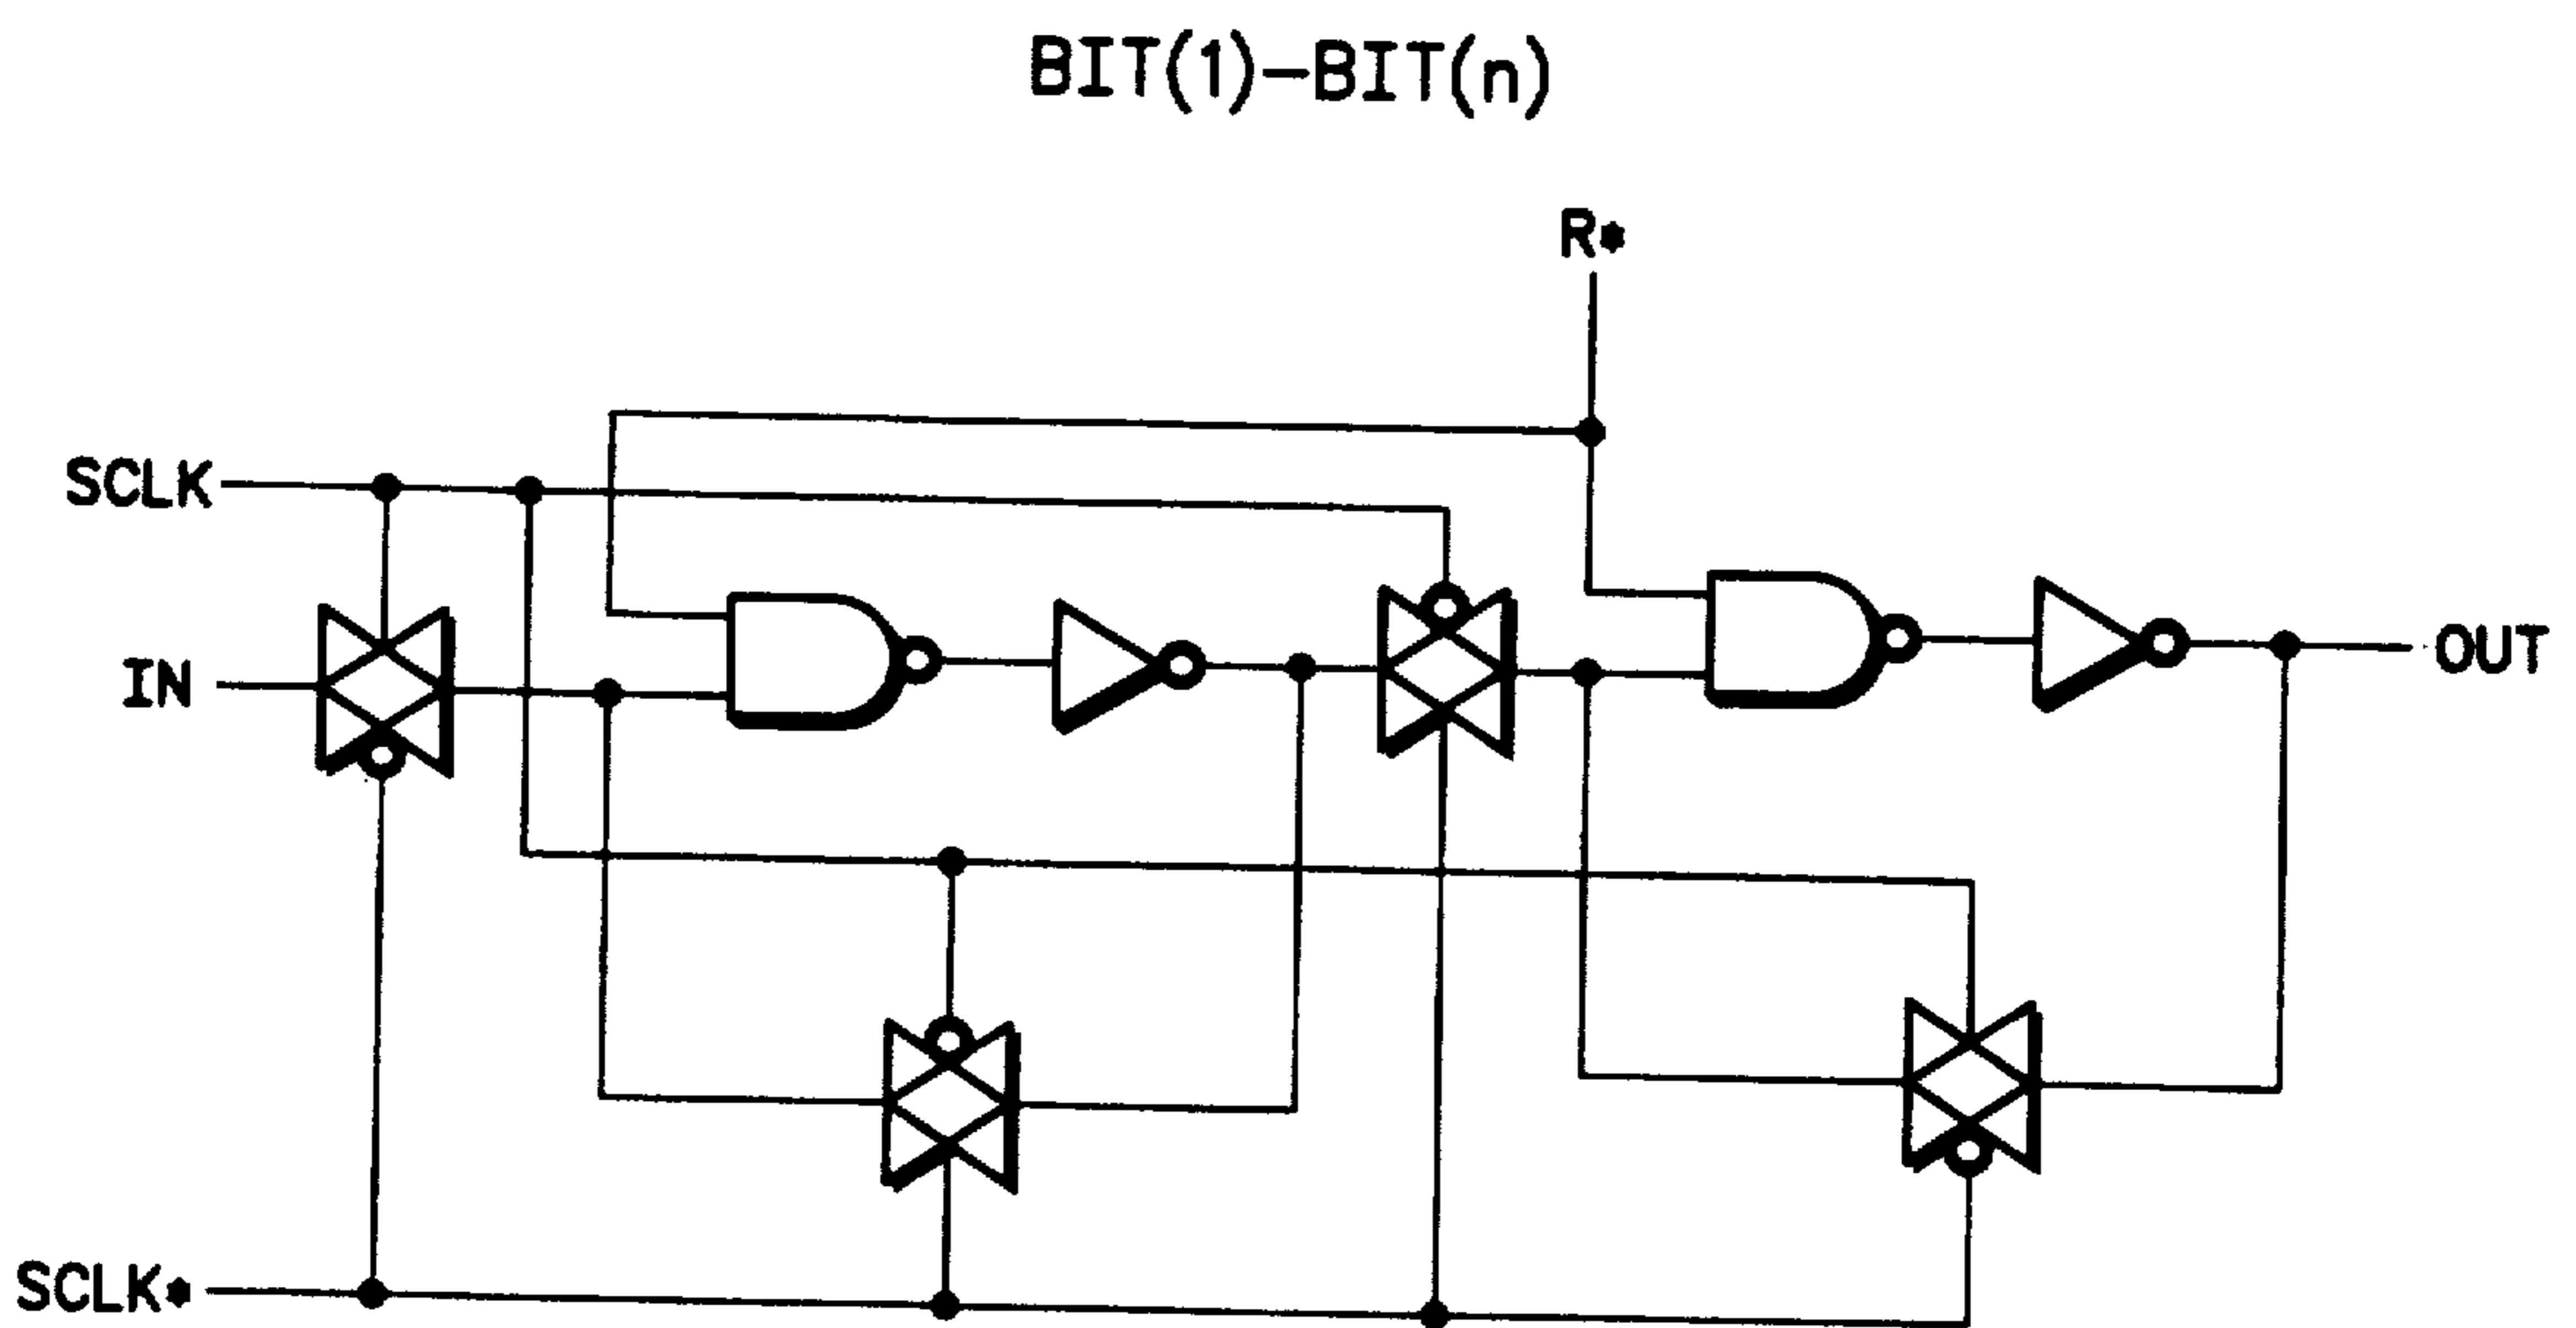 BIT(1)-BIT(n)
R*
SCLK
IN
OUT
SCLK*